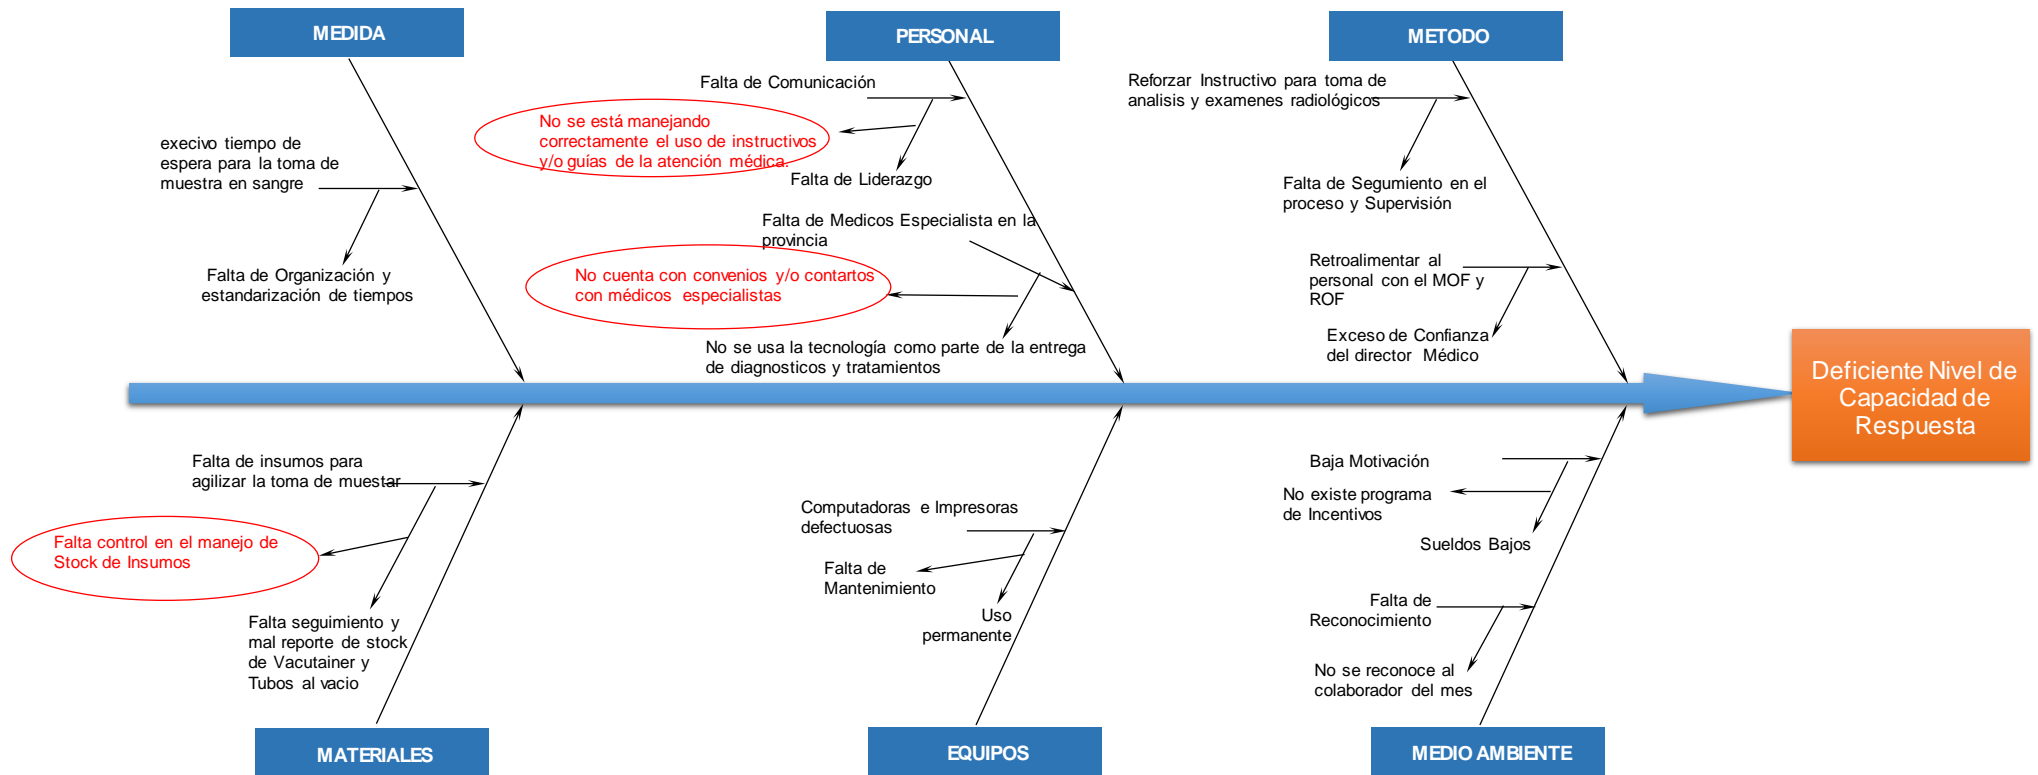 MEDIDA
PERSONAL
METODO
execivo tiempo de
espera para la toma de
muestra en sangre
Falta de Organización y
estandarización de tiempos
Falta de Comunicación
No se está manejando
correctamente el uso de instructivos
y/o guías de la atención médica.
Falta de Liderazgo
Falta de Medicos Especialista en la
provincia
No cuenta con convenios y/o contartos
con médicos especialistas
No se usa la tecnología como parte de la entrega
de diagnosticos y tratamientos
Reforzar Instructivo para toma de
analisis y examenes radiológicos
Falta de Segumiento en el
proceso y Supervisión
Retroalimentar al
personal con el MOF y
ROF
Exceso de Confianza
del director Médico
Deficiente Nivel de
Capacidad de
Respuesta
Falta de insumos para
agilizar la toma de muestar
Falta control en el manejo de
Stock de Insumos
Falta seguimiento y
mal reporte de stock
de Vacutainer y
Tubos al vacio
Computadoras e Impresoras
defectuosas
Falta de
Mantenimiento
Uso
permanente
Baja Motivación
No existe programa
de Incentivos
Sueldos Bajos
Falta de
Reconocimiento
No se reconoce al
colaborador del mes
MATERIALES
EQUIPOS
MEDIO AMBIENTE